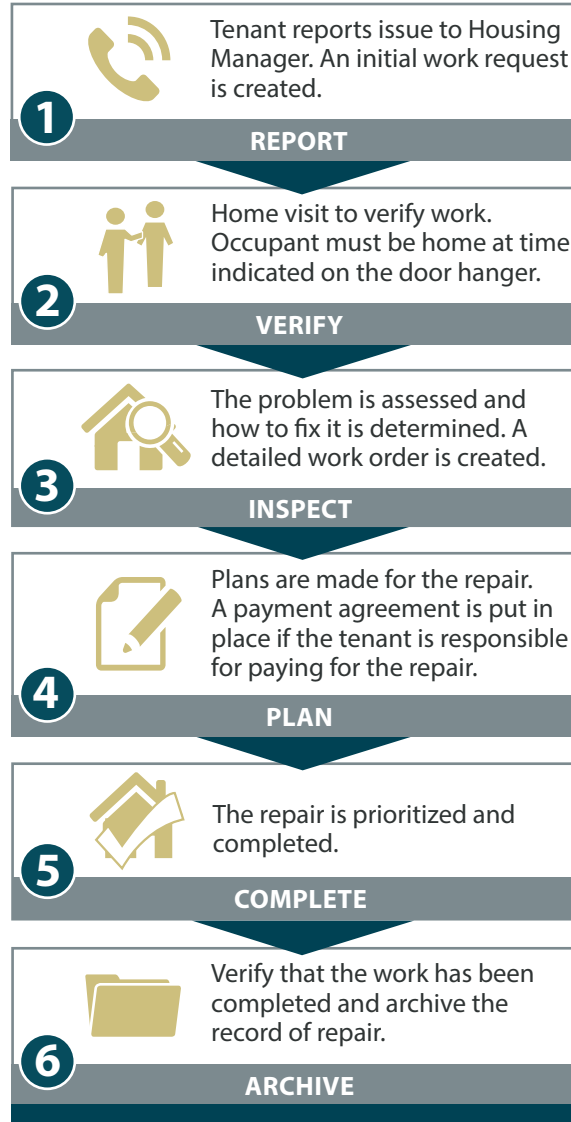 Tenant reports issue to Housing
Manager. An initial work request
is created.
1
REPORT
Home visit to verify work.
Occupant must be home at time
indicated on the door hanger.
2
VERIFY
The problem is assessed and
how to fix it is determined. A
detailed work order is created.
3
INSPECT
Plans are made for the repair.
A payment agreement is put in
place if the tenant is responsible
for paying for the repair.
4
PLAN
The repair is prioritized and
completed.
5
COMPLETE
Verify that the work has been
completed and archive the
record of repair.
6
ARCHIVE